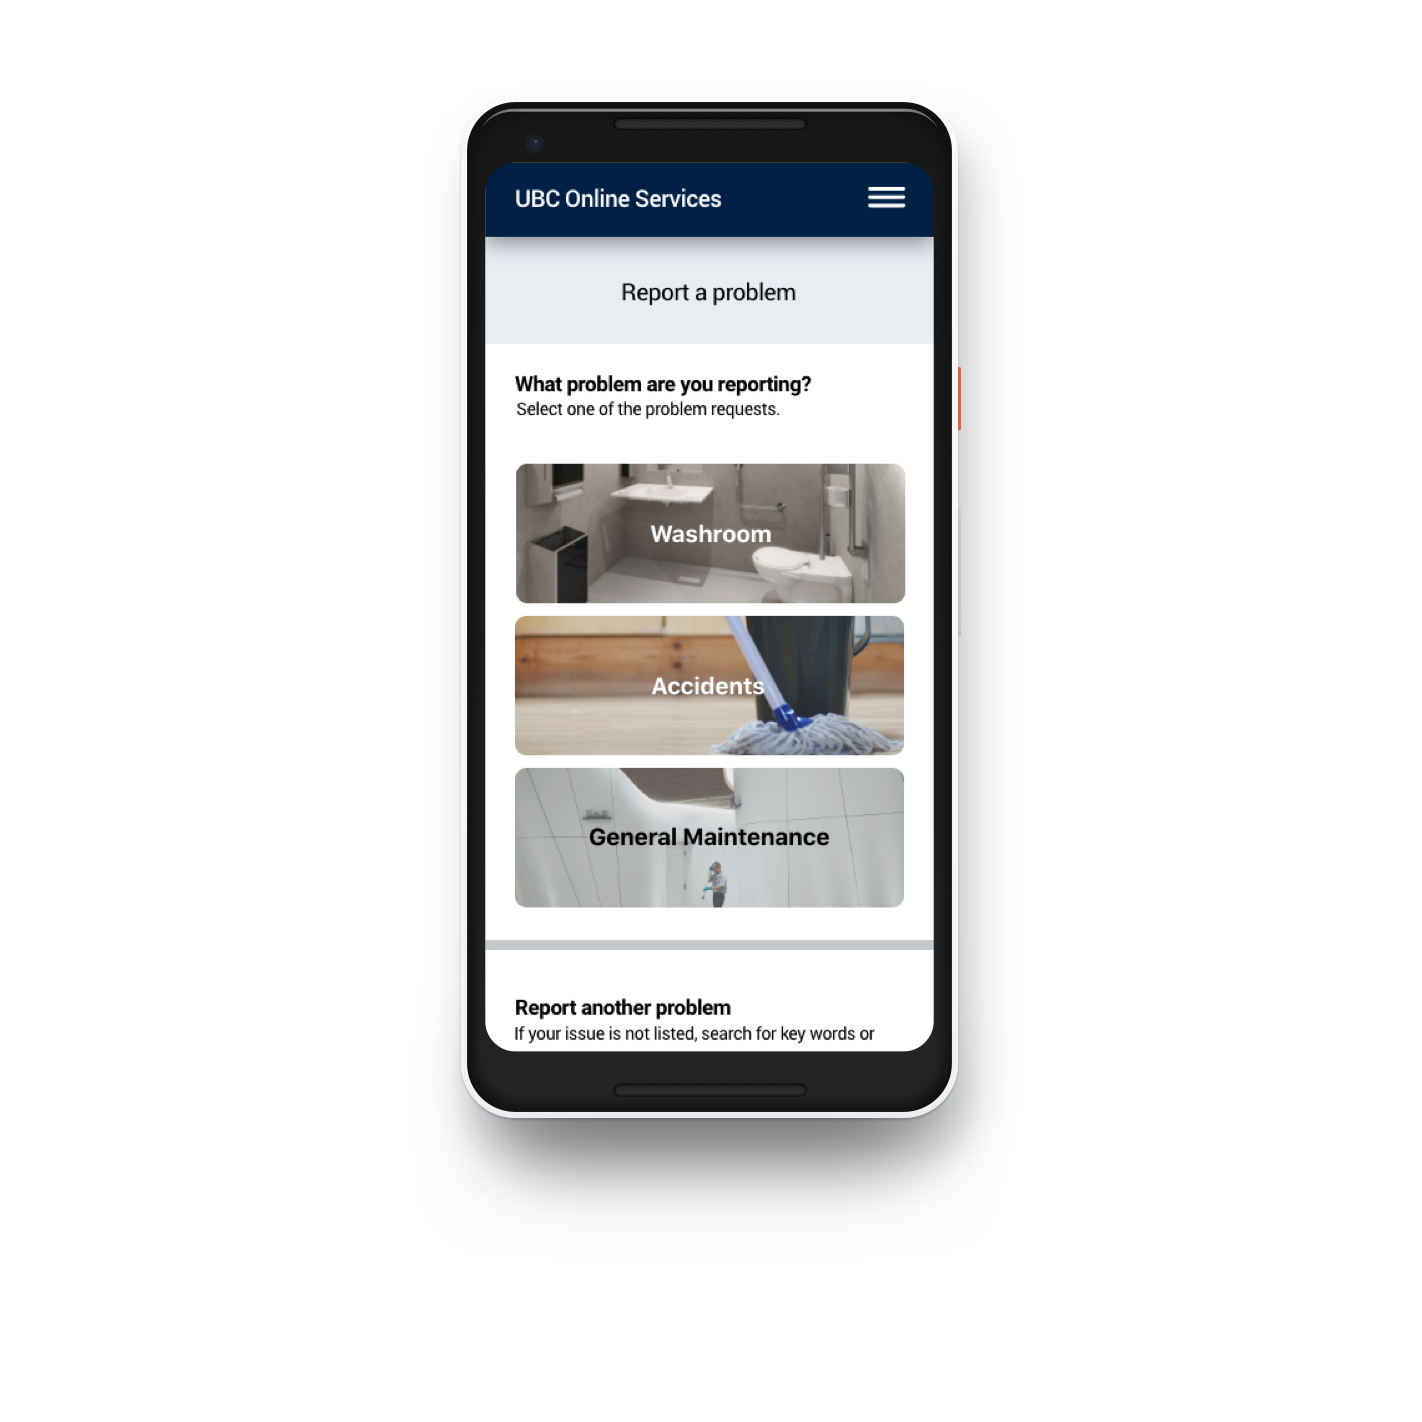 UBC Online Services
Report a problem
What problem are you reporting?
Select one of the problem requests.
Washroom
Accidents
General Maintenance
Report another problem
If your issue is not listed, search for key words or